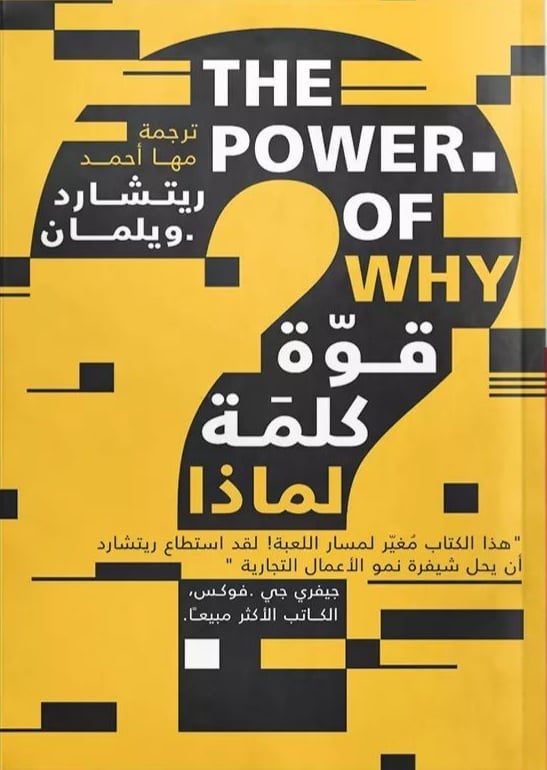 THE
POWER.
OF
WHY
ترجمة
مها أحمد
ريتشارد
ويلمان.
قوّة
كلمَة
لماذا
"هذا الكتاب مُغيّر لمسار اللعبة! لقد استطاع ريتشارد
أن يحل شيفرة نمو الأعمال التجارية "
جيفري جي .فوكس،
الكاتب الأكثر مبيعـًا.